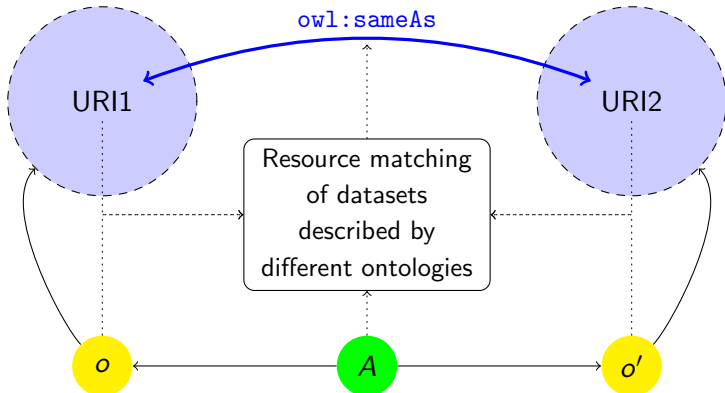 owl:sameAs
URI1
URI2
Resource matching
of datasets
described by
different ontologies
o
A
o′